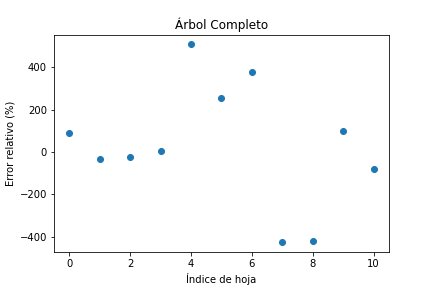 Árbol Completo
Error relativo (%)
400
200
0
−200
−400
0 2 4 6 8 10
Índice de hoja